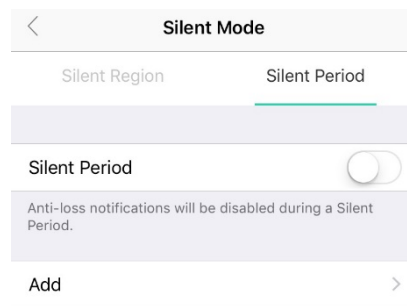 Silent Mode
Silent Region
Silent Period
Silent Period
Anti-loss notifications will be disabled during a Silent
Period.
Add